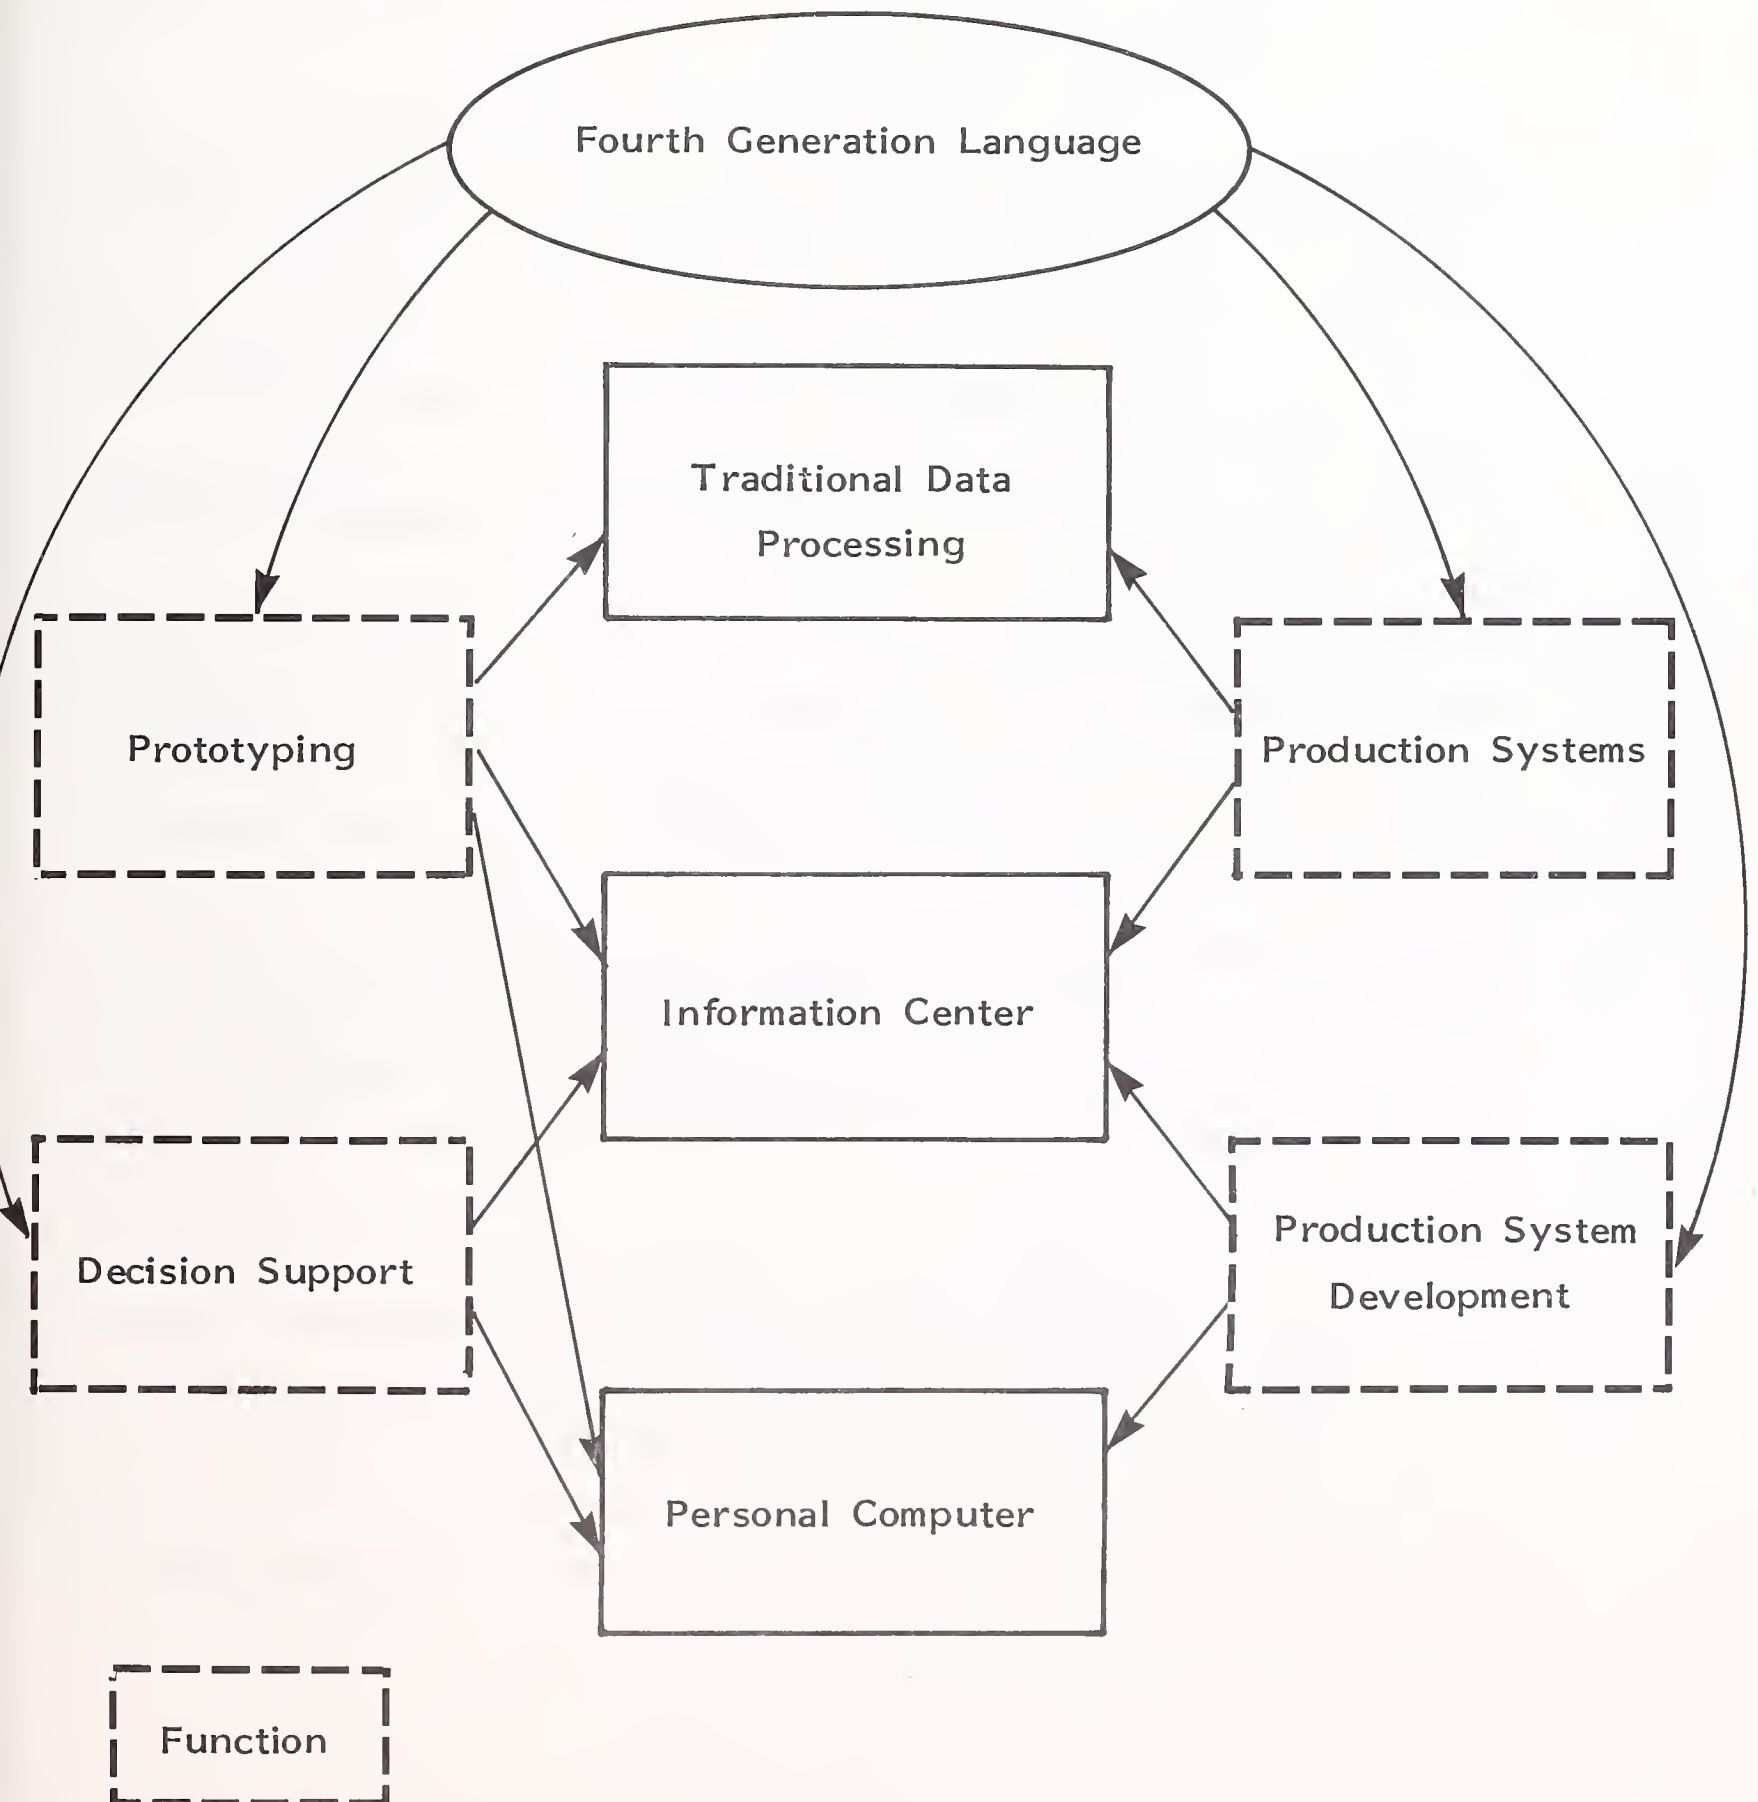 Fourth Generation Language
Traditional Data
Processing
Prototyping
Production Systems
Information Center
Decision Support
Production System
Development
Personal Computer
Function